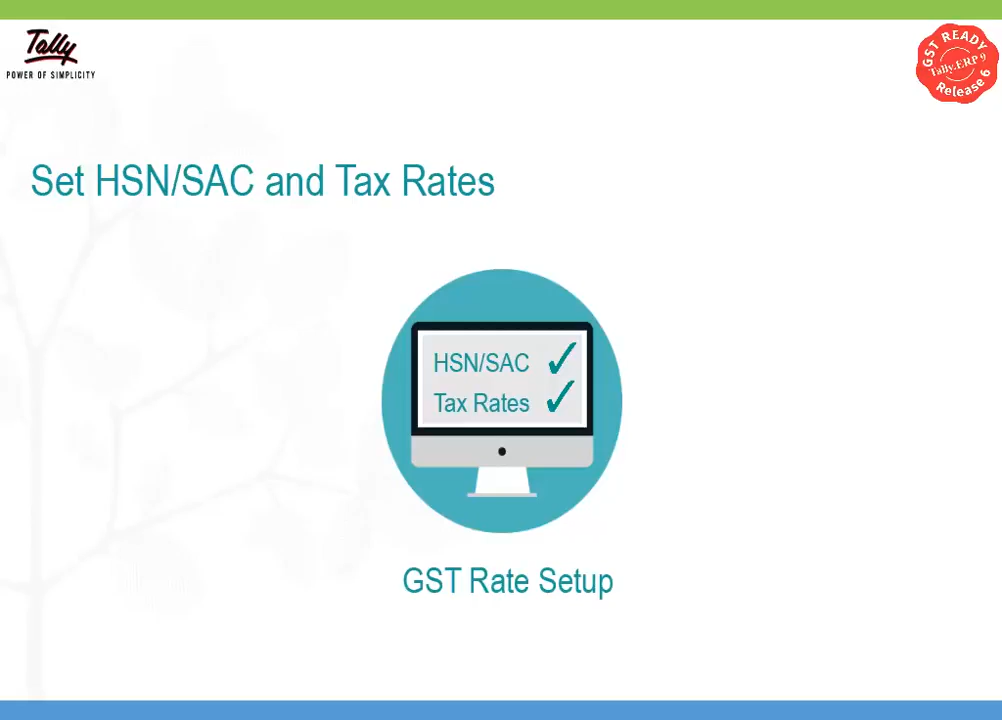 Tally
POWER OF SIMPLICITY
GST READY
Tally.ERP 9
Release 6
Set HSN/SAC and Tax Rates
HSN/SAC ✓
Tax Rates ✓
GST Rate Setup